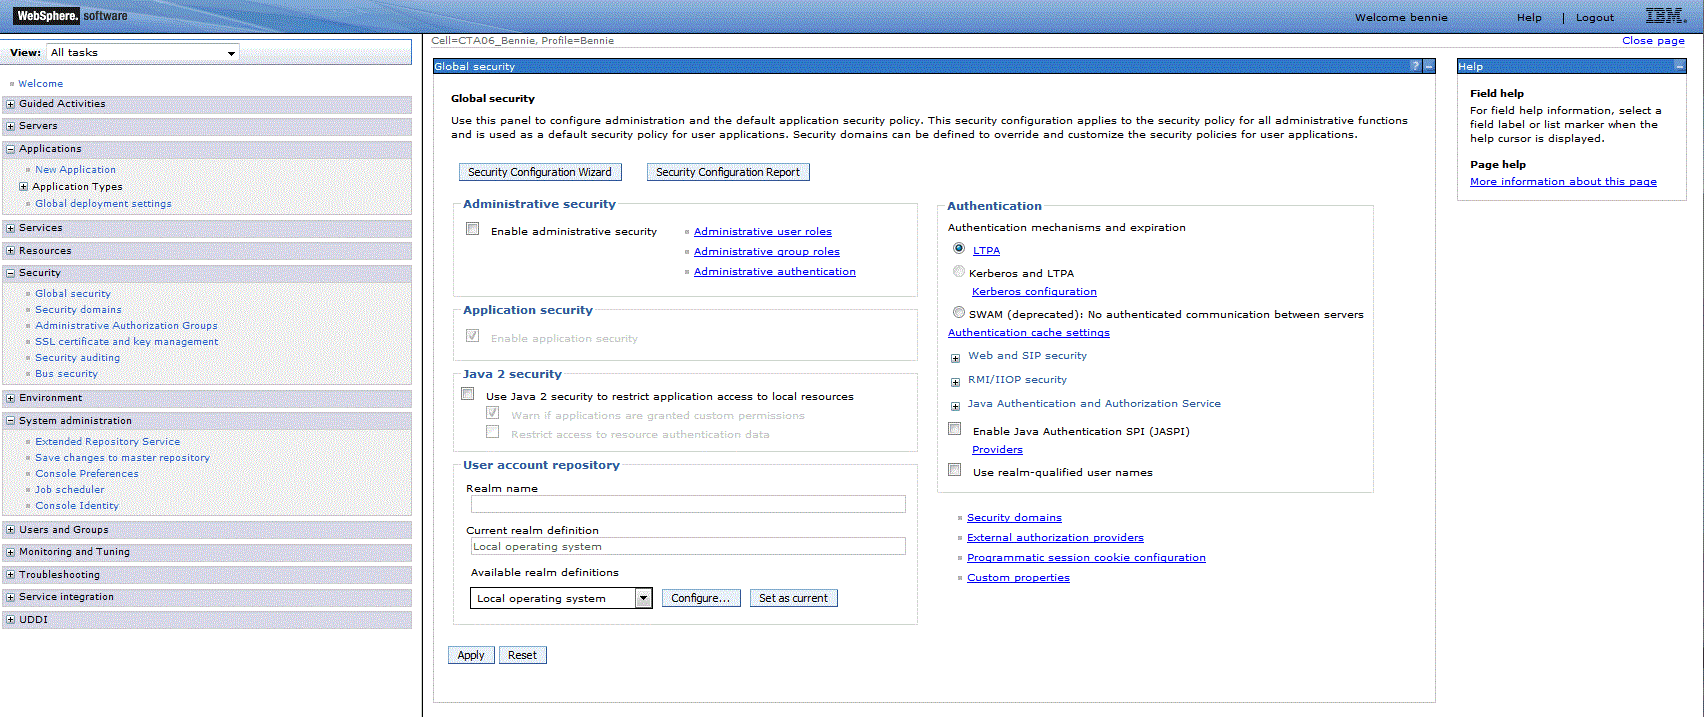 WebSphere. software
Welcome bennie
Help | Logout
IBM.
View: All tasks
Welcome
Guided Activities
Servers
Applications
New Application
Application Types
Global deployment settings
Services
Resources
Security
Global security
Security domains
Administrative Authorization Groups
SSL certificate and key management
Security auditing
Bus security
Environment
System administration
Extended Repository Service
Save changes to master repository
Console Preferences
Job scheduler
Console Identity
Users and Groups
Monitoring and Tuning
Troubleshooting
Service integration
UDDI
Cell=CTA06_Bennie, Profile=Bennie
Close page
Global security
?
Global security
Use this panel to configure administration and the default application security policy. This security configuration applies to the security policy for all administrative functions
and is used as a default security policy for user applications. Security domains can be defined to override and customize the security policies for user applications.
Security Configuration Wizard
Security Configuration Report
Administrative security
Enable administrative security
Administrative user roles
Administrative group roles
Administrative authentication
Application security
Enable application security
Java 2 security
Use Java 2 security to restrict application access to local resources
Warn if applications are granted custom permissions
Restrict access to resource authentication data
User account repository
Realm name
Current realm definition
Local operating system
Available realm definitions
Local operating system
Configure...
Set as current
Apply
Reset
Authentication
Authentication mechanisms and expiration
LTPA
Kerberos and LTPA
Kerberos configuration
SWAM (deprecated): No authenticated communication between servers
Authentication cache settings
Web and SIP security
RMI/IIOP security
Java Authentication and Authorization Service
Enable Java Authentication SPI (JASPI)
Providers
Use realm-qualified user names
Security domains
External authorization providers
Programmatic session cookie configuration
Custom properties
Help
Field help
For field help information, select a
field label or list marker when the
help cursor is displayed.
Page help
More information about this page